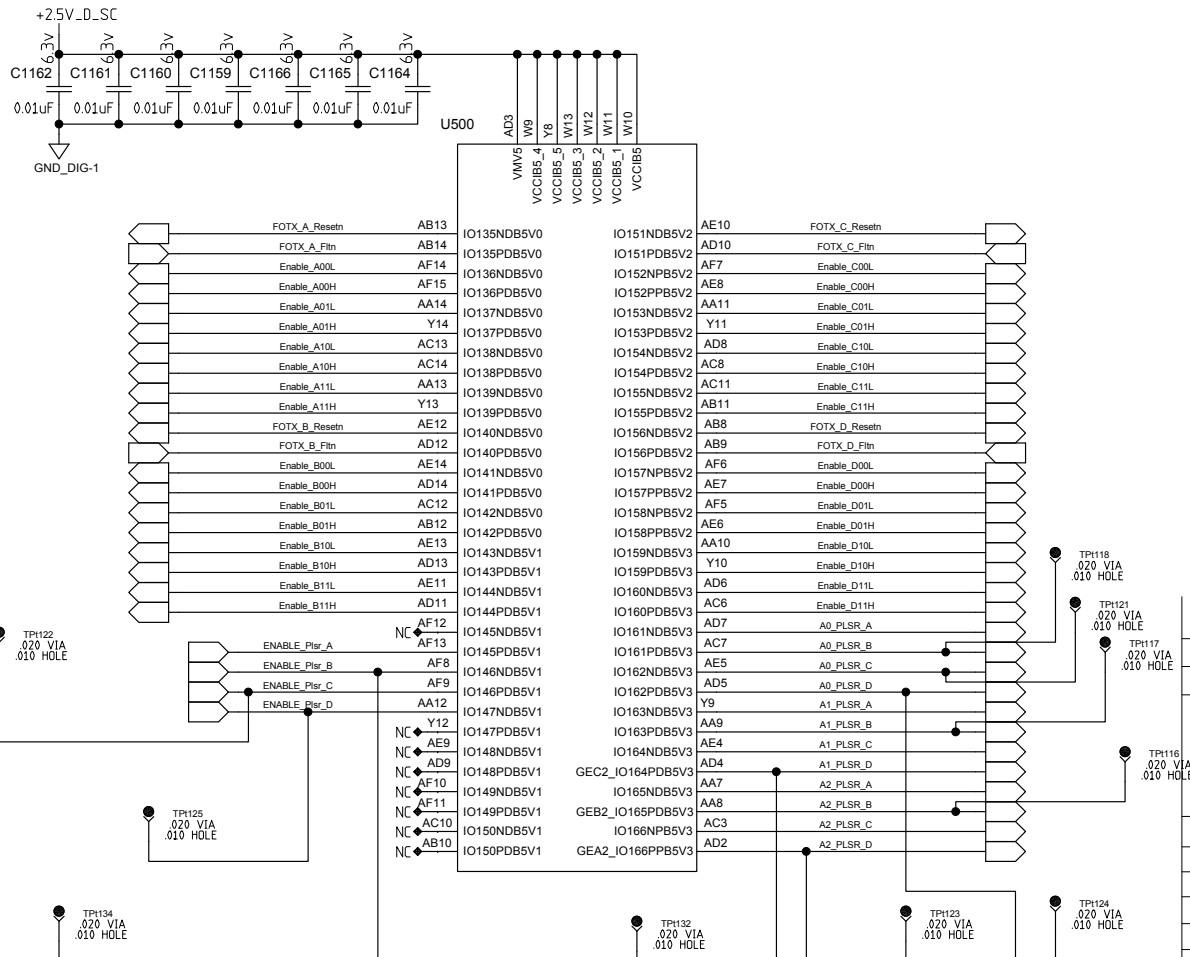 +2.5V_D_SC
6.3V 6.3V 6.3V 6.3V 6.3V 6.3V 6.3V
C1162 C1161 C1160 C1159 C1166 C1165 C1164
0.01uF 0.01uF 0.01uF 0.01uF 0.01uF 0.01uF 0.01uF
GND_DIG-1
U500
AD3 W9 Y8 W13 W12 W11 W10
VMV5 VCCIB5_4 VCCIB5_5 VCCIB5_3 VCCIB5_2 VCCIB5_1 VCCIB5
FOTX_A_Resetn AB13 IO135NDB5V0 IO151NDB5V2 AE10 FOTX_C_Resetn
FOTX_A_Fltn AB14 IO135PDB5V0 IO151PDB5V2 AD10 FOTX_C_Fltn
Enable_A00L AF14 IO136NDB5V0 IO152NPB5V2 AF7 Enable_C00L
Enable_A00H AF15 IO136PDB5V0 IO152PPB5V2 AE8 Enable_C00H
Enable_A01L AA14 IO137NDB5V0 IO153NDB5V2 AA11 Enable_C01L
Enable_A01H Y14 IO137PDB5V0 IO153PDB5V2 Y11 Enable_C01H
Enable_A10L AC13 IO138NDB5V0 IO154NDB5V2 AD8 Enable_C10L
Enable_A10H AC14 IO138PDB5V0 IO154PDB5V2 AC8 Enable_C10H
Enable_A11L AA13 IO139NDB5V0 IO155NDB5V2 AC11 Enable_C11L
Enable_A11H Y13 IO139PDB5V0 IO155PDB5V2 AB11 Enable_C11H
FOTX_B_Resetn AE12 IO140NDB5V0 IO156NDB5V2 AB8 FOTX_D_Resetn
FOTX_B_Fltn AD12 IO140PDB5V0 IO156PDB5V2 AB9 FOTX_D_Fltn
Enable_B00L AE14 IO141NDB5V0 IO157NPB5V2 AF6 Enable_D00L
Enable_B00H AD14 IO141PDB5V0 IO157PPB5V2 AE7 Enable_D00H
Enable_B01L AC12 IO142NDB5V0 IO158NPB5V2 AF5 Enable_D01L
Enable_B01H AB12 IO142PDB5V0 IO158PPB5V2 AE6 Enable_D01H
Enable_B10L AE13 IO143NDB5V1 IO159NDB5V3 AA10 Enable_D10L
Enable_B10H AD13 IO143PDB5V1 IO159PDB5V3 Y10 Enable_D10H
Enable_B11L AE11 IO144NDB5V1 IO160NDB5V3 AD6 Enable_D11L
Enable_B11H AD11 IO144PDB5V1 IO160PDB5V3 AC6 Enable_D11H
NC AF12 IO145NDB5V1 IO161NDB5V3 AD7 A0_PLSR_A
ENABLE_Plsr_A AF13 IO145PDB5V1 IO161PDB5V3 AC7 A0_PLSR_B
ENABLE_Plsr_B AF8 IO146NDB5V1 IO162NDB5V3 AE5 A0_PLSR_C
ENABLE_Plsr_C AF9 IO146PDB5V1 IO162PDB5V3 AD5 A0_PLSR_D
ENABLE_Plsr_D AA12 IO147NDB5V1 IO163NDB5V3 Y9 A1_PLSR_A
NC Y12 IO147PDB5V1 IO163PDB5V3 AA9 A1_PLSR_B
NC AE9 IO148NDB5V1 IO164NDB5V3 AE4 A1_PLSR_C
NC AD9 IO148PDB5V1 GEC2_IO164PDB5V3 AD4 A1_PLSR_D
NC AF10 IO149NDB5V1 IO165NDB5V3 AA7 A2_PLSR_A
NC AF11 IO149PDB5V1 GEB2_IO165PDB5V3 AA8 A2_PLSR_B
NC AC10 IO150NDB5V1 IO166NPB5V3 AC3 A2_PLSR_C
NC AB10 IO150PDB5V1 GEA2_IO166PPB5V3 AD2 A2_PLSR_D
TPt118
.020 VIA
.010 HOLE
TPt121
.020 VIA
.010 HOLE
TPt117
.020 VIA
.010 HOLE
TPt116
.020 VIA
.010 HOLE
TPt122
.020 VIA
.010 HOLE
TPt125
.020 VIA
.010 HOLE
TPt134
.020 VIA
.010 HOLE
TPt132
.020 VIA
.010 HOLE
TPt123
.020 VIA
.010 HOLE
TPt124
.020 VIA
.010 HOLE